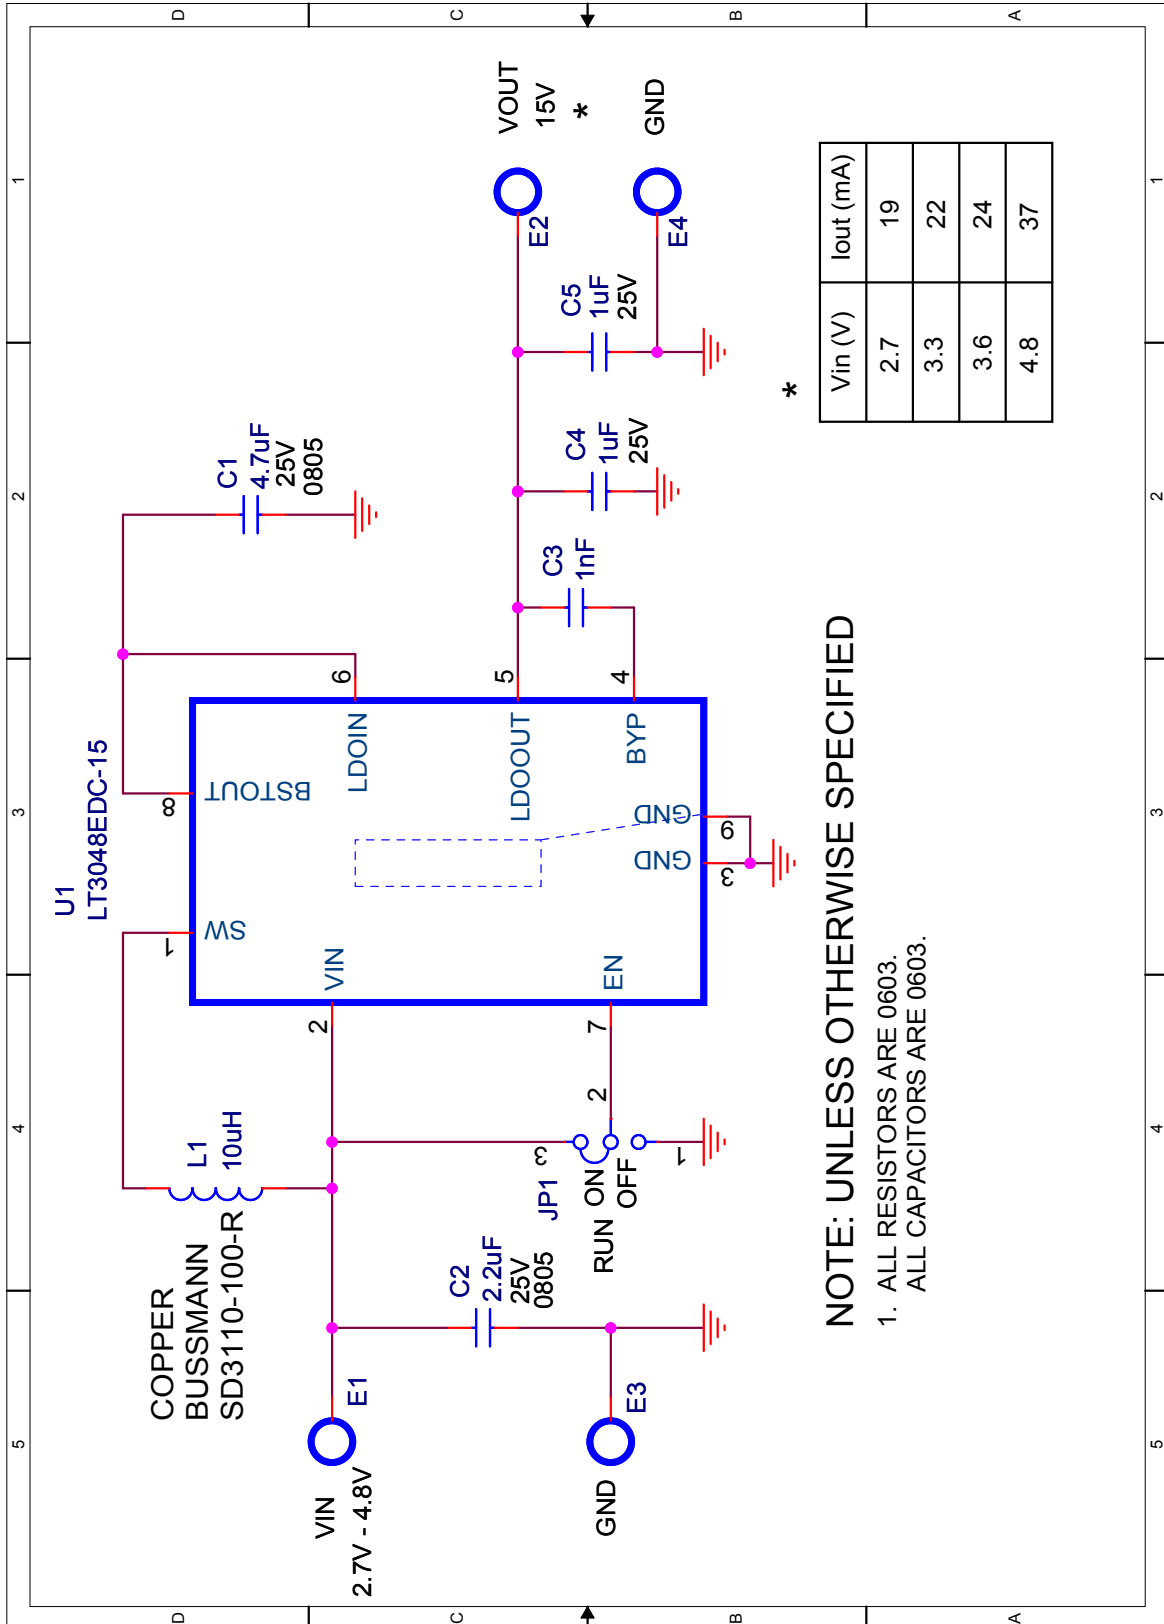 5
4
3
2
1
D
C
B
A
U1
LT3048EDC-15
COPPER
BUSSMANN
SD3110-100-R
L1
10uH
1
SW
8
BSTOUT
C1
4.7uF
25V
0805
VIN
2.7V - 4.8V
E1
2
VIN
LDOIN
6
C2
2.2uF
25V
0805
LDOOUT
5
E2
VOUT
15V
*
C3
1nF
C4
1uF
25V
C5
1uF
25V
GND
E3
JP1
3
RUN
ON
OFF
2
1
7
EN
GND
3
GND
9
BYP
4
E4
GND
*
Vin (V) Iout (mA)
2.7 19
3.3 22
3.6 24
4.8 37
NOTE: UNLESS OTHERWISE SPECIFIED
1. ALL RESISTORS ARE 0603.
ALL CAPACITORS ARE 0603.
D
C
B
A
5
4
3
2
1